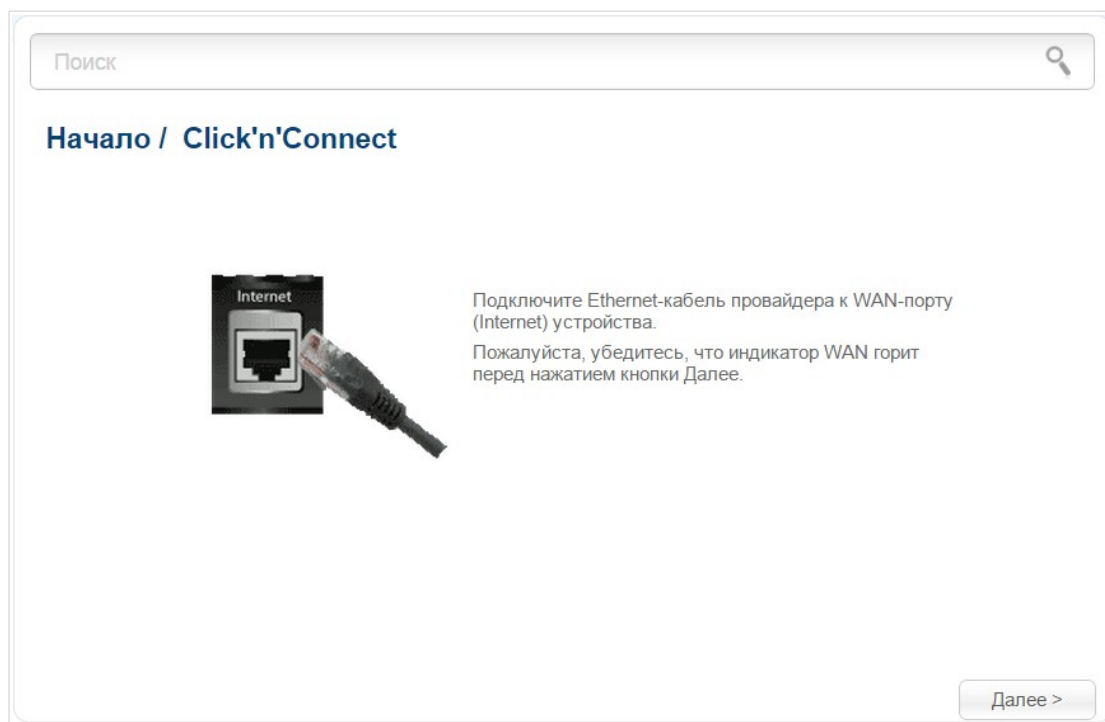 Поиск
Начало / Click'n'Connect
Internet
Подключите Ethernet-кабель провайдера к WAN-порту
(Internet) устройства.
Пожалуйста, убедитесь, что индикатор WAN горит
перед нажатием кнопки Далее.
Далее >